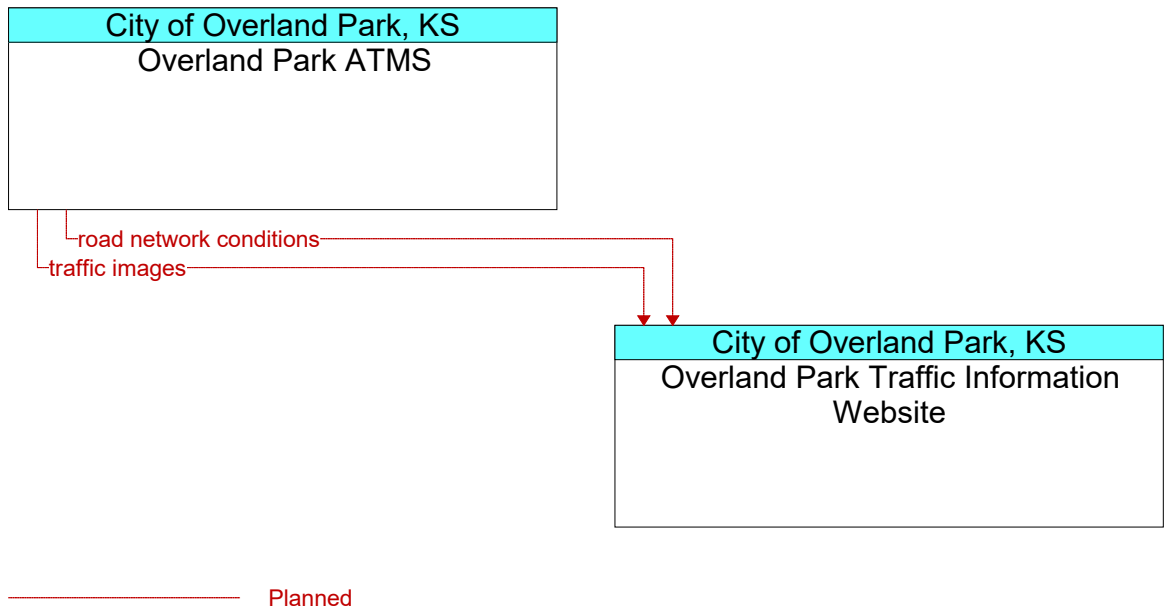 City of Overland Park, KS
Overland Park ATMS
road network conditions
traffic images
City of Overland Park, KS
Overland Park Traffic Information
Website
Planned